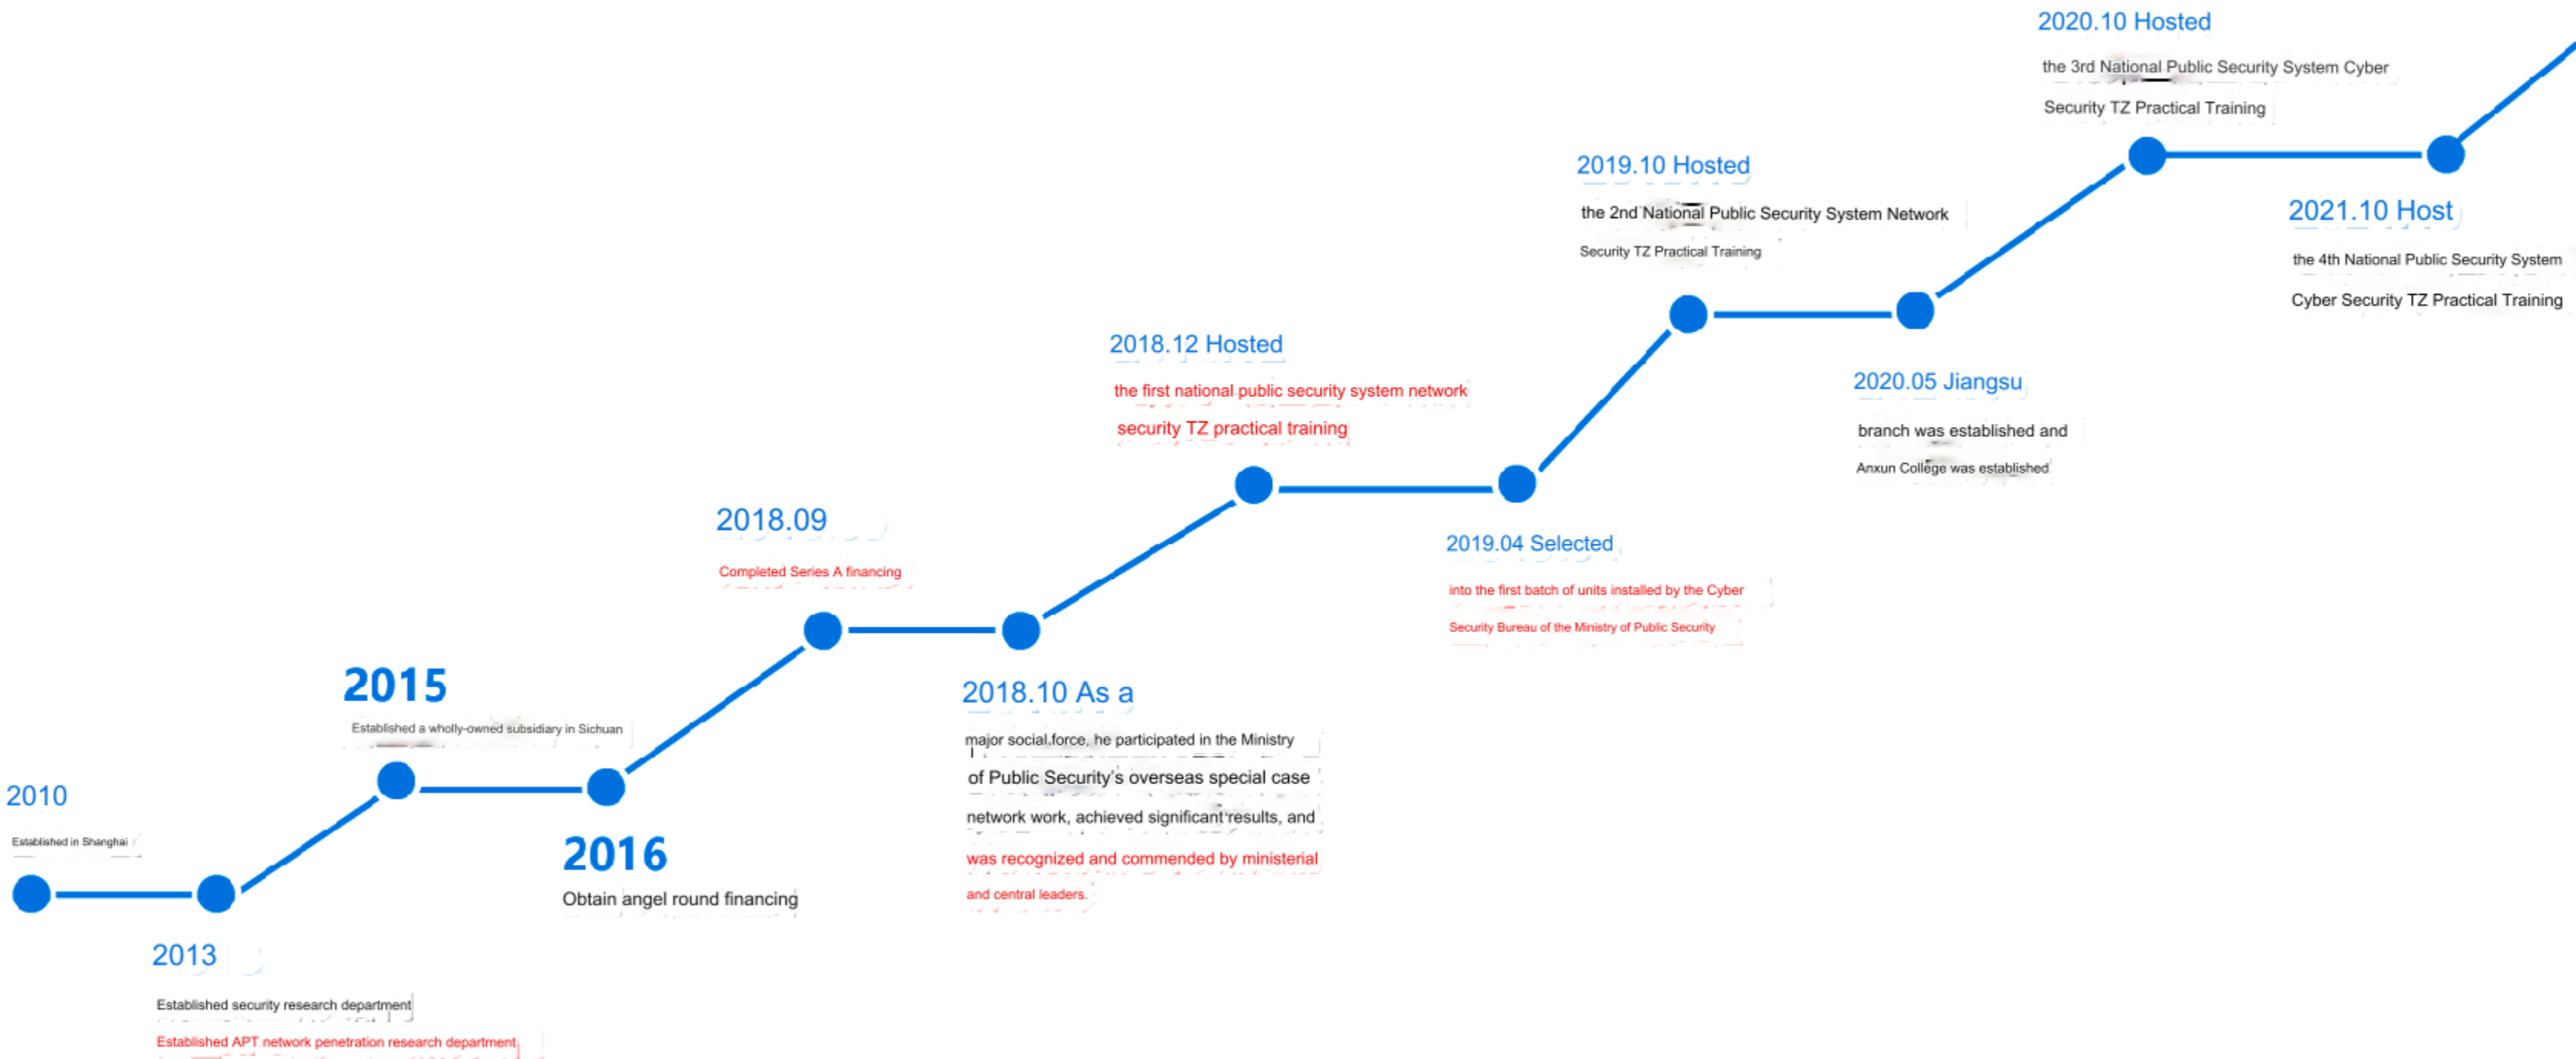 2010
Established in Shanghai
2013
Established security research department
Established APT network penetration research department
2015
Established a wholly-owned subsidiary in Sichuan
2016
Obtain angel round financing
2018.09
Completed Series A financing
2018.10 As a
major social force, he participated in the Ministry
of Public Security's overseas special case
network work, achieved significant results, and
was recognized and commended by ministerial
and central leaders.
2018.12 Hosted
the first national public security system network
security TZ practical training
2019.04 Selected
into the first batch of units installed by the Cyber
Security Bureau of the Ministry of Public Security
2019.10 Hosted
the 2nd National Public Security System Network
Security TZ Practical Training
2020.05 Jiangsu
branch was established and
Anxun College was established
2020.10 Hosted
the 3rd National Public Security System Cyber
Security TZ Practical Training
2021.10 Host
the 4th National Public Security System
Cyber Security TZ Practical Training